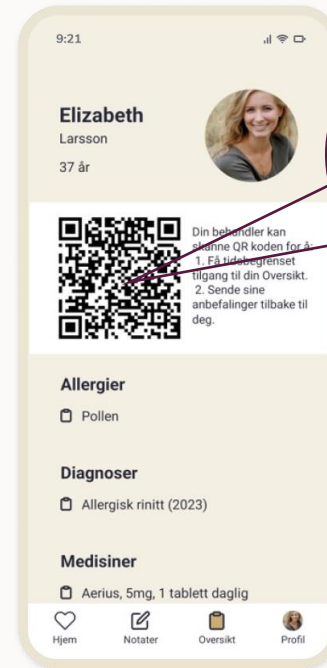 9:21
Elizabeth
Larsson
37 år
Din behandler kan
skanne QR koden for å:
1. Få tidsbegrenset
tilgang til din Oversikt.
2. Sende sine
anbefalinger tilbake til
deg.
Allergier
Pollen
Diagnoser
Allergisk rinitt (2023)
Medisiner
Aerius, 5mg, 1 tablett daglig
Hjem Notater Oversikt Profil